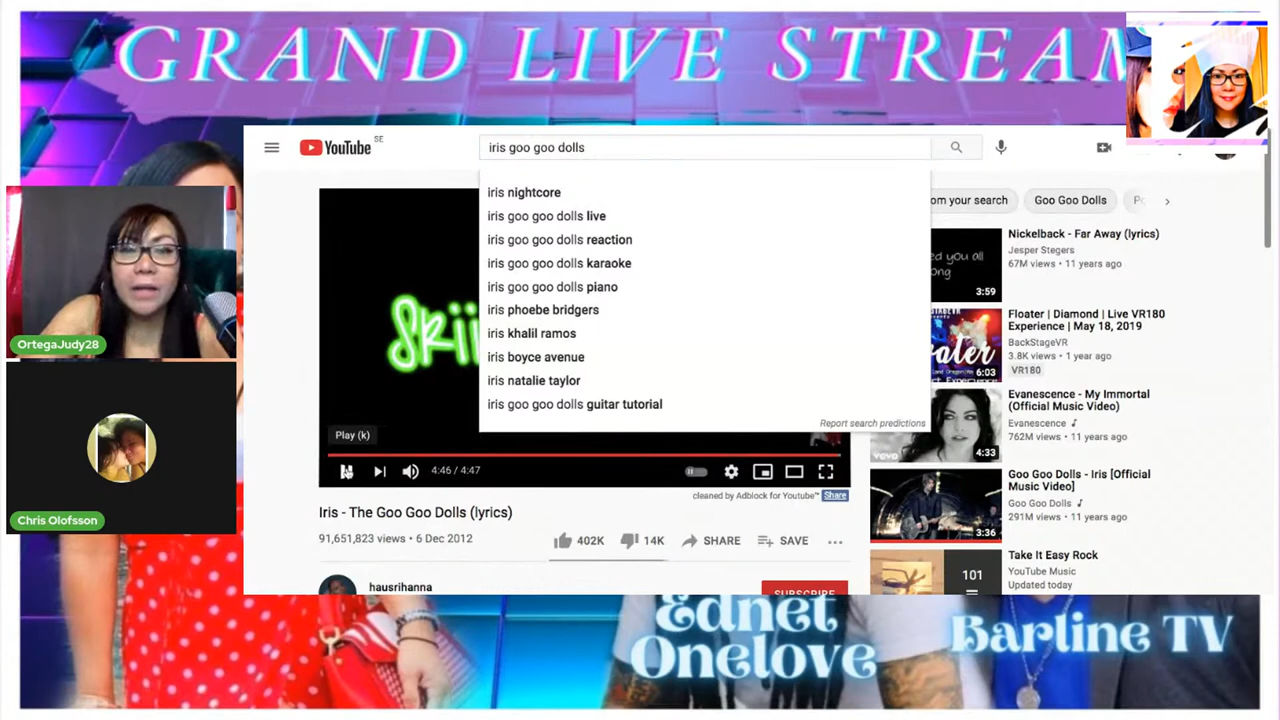 GRAND LIVE STREAM
YouTube SE
iris goo goo dolls
iris nightcore
iris goo goo dolls live
iris goo goo dolls reaction
iris goo goo dolls karaoke
iris goo goo dolls piano
iris phoebe bridgers
iris khalil ramos
iris boyce avenue
iris natalie taylor
iris goo goo dolls guitar tutorial
Report search predictions
OrtegaJudy28
Chris Olofsson
Skii
Play (k)
4:46 / 4:47
cleaned by Adblock for Youtube™ Share
Iris - The Goo Goo Dolls (lyrics)
91,651,823 views • 6 Dec 2012
402K 14K SHARE SAVE
hausrihanna
SUBSCRIBE
om your search Goo Goo Dolls
ed you all
ng
3:59
Nickelback - Far Away (lyrics)
Jesper Stegers
67M views • 11 years ago
ater
6:03
Floater | Diamond | Live VR180
Experience | May 18, 2019
BackStageVR
3.8K views • 1 year ago
VR180
vevo
4:33
Evanescence - My Immortal
(Official Music Video)
Evanescence
762M views • 11 years ago
3:36
Goo Goo Dolls - Iris [Official
Music Video]
Goo Goo Dolls
291M views • 11 years ago
101
Take It Easy Rock
YouTube Music
Updated today
Ednet
Onelove
Barline TV